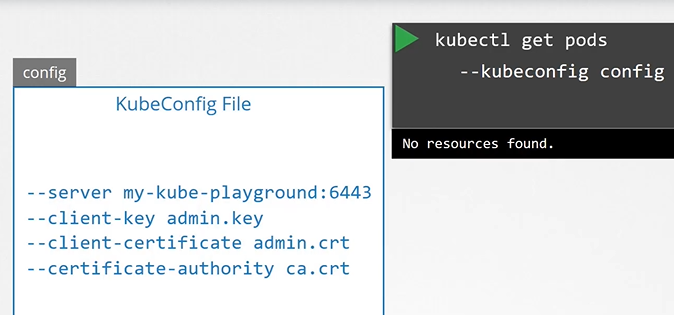 config
KubeConfig File
--server my-kube-playground:6443
--client-key admin.key
--client-certificate admin.crt
--certificate-authority ca.crt
kubectl get pods
--kubeconfig config
No resources found.